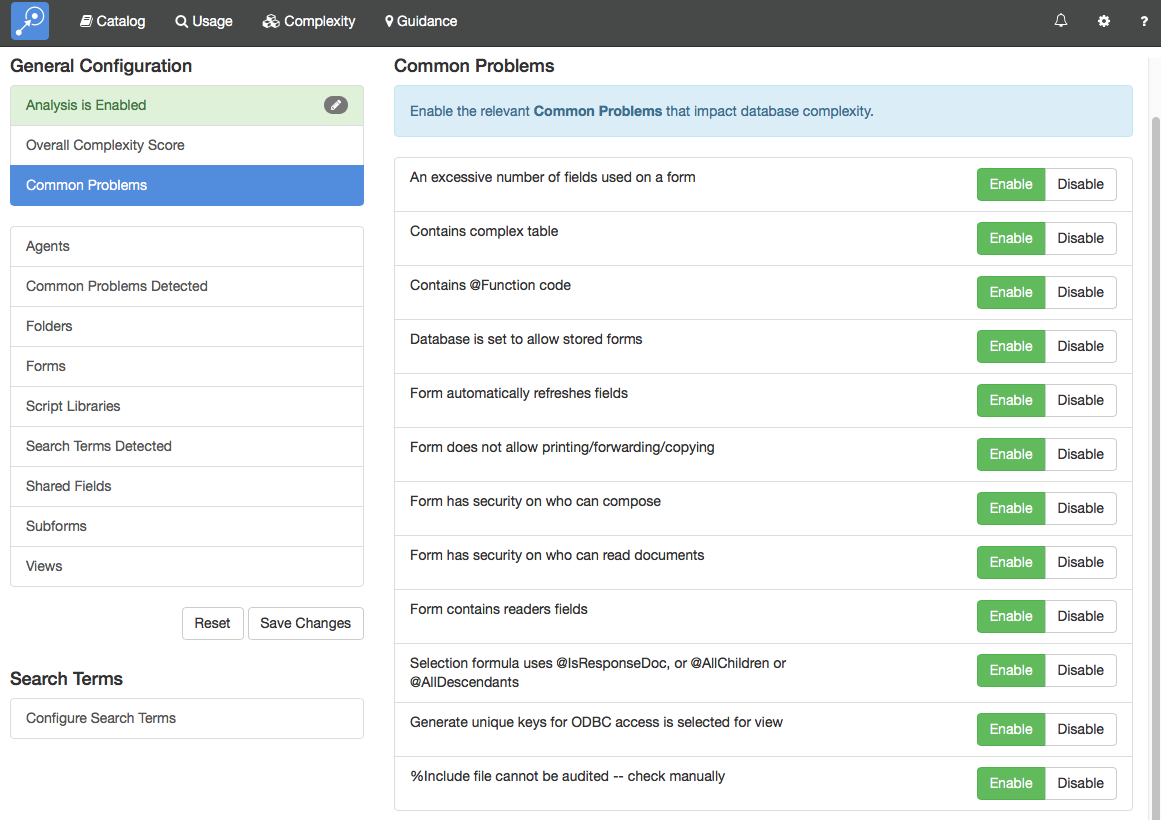 Catalog
Usage
Complexity
Guidance
?
General Configuration
Analysis is Enabled
Overall Complexity Score
Common Problems
Agents
Common Problems Detected
Folders
Forms
Script Libraries
Search Terms Detected
Shared Fields
Subforms
Views
Reset
Save Changes
Search Terms
Configure Search Terms
Common Problems
Enable the relevant Common Problems that impact database complexity.
An excessive number of fields used on a form
Enable Disable
Contains complex table
Enable Disable
Contains @Function code
Enable Disable
Database is set to allow stored forms
Enable Disable
Form automatically refreshes fields
Enable Disable
Form does not allow printing/forwarding/copying
Enable Disable
Form has security on who can compose
Enable Disable
Form has security on who can read documents
Enable Disable
Form contains readers fields
Enable Disable
Selection formula uses @IsResponseDoc, or @AllChildren or
@AllDescendants
Enable Disable
Generate unique keys for ODBC access is selected for view
Enable Disable
%Include file cannot be audited -- check manually
Enable Disable